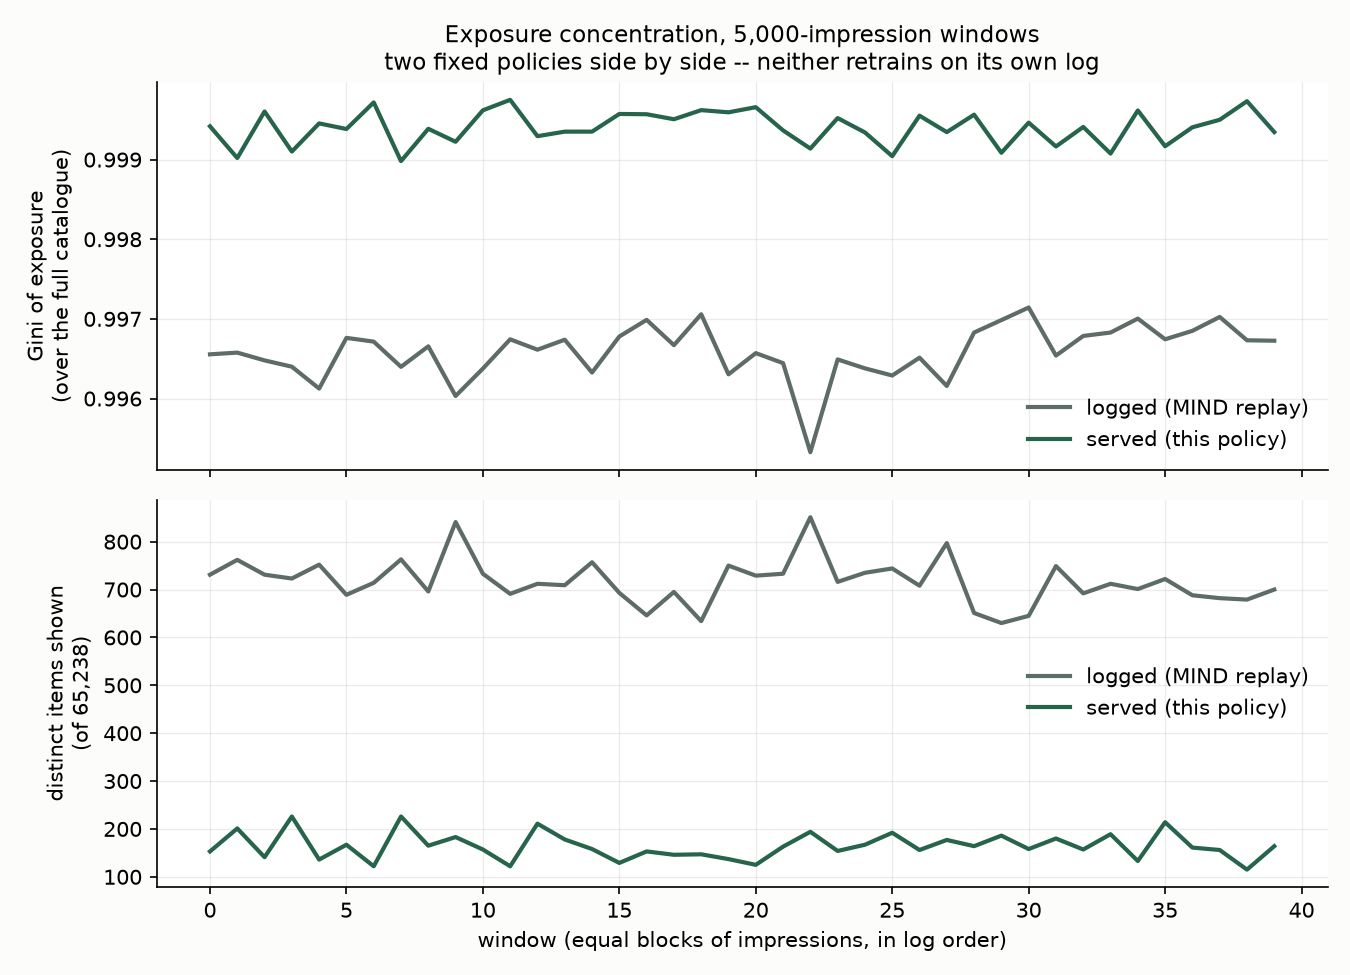 Exposure concentration, 5,000-impression windows
two fixed policies side by side -- neither retrains on its own log
Gini of exposure
(over the full catalogue)
0.999
0.998
0.997
0.996
logged (MIND replay)
served (this policy)
distinct items shown
(of 65,238)
800
700
600
500
400
300
200
100
logged (MIND replay)
served (this policy)
0 5 10 15 20 25 30 35 40
window (equal blocks of impressions, in log order)